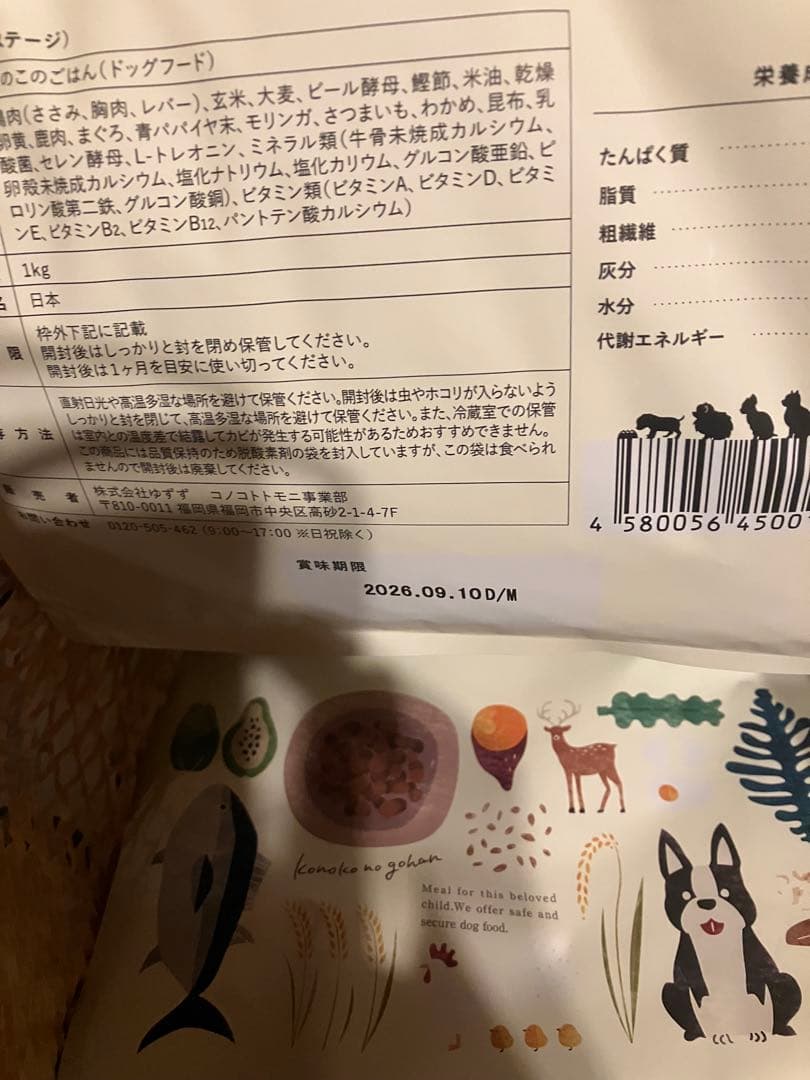 ステージ)
のこのごはん(ドッグフード)
鶏肉(ささみ、胸肉、レバー)、玄米、大麦、ビール酵母、鰹節、米油、乾燥
卵黄、鹿肉、まぐろ、青パパイヤ末、モリンガ、さつまいも、わかめ、昆布、乳
酸菌、セレン酵母、L-トレオニン、ミネラル類(牛骨未焼成カルシウム、
卵殻未焼成カルシウム、塩化ナトリウム、塩化カリウム、グルコン酸亜鉛、ピ
ロリン酸第二鉄、グルコン酸銅)、ビタミン類(ビタミンA、ビタミンD、ビタミ
ンE、ビタミンB2、ビタミンB12、パントテン酸カルシウム)
1kg
名 日本
限 枠外下記に記載
開封後はしっかりと封を閉め保管してください。
開封後は1ヶ月を目安に使い切ってください。
存方法 直射日光や高温多湿な場所を避けて保管ください。開封後は虫やホコリが入らないよう
しっかりと封を閉じて、高温多湿な場所を避けて保管ください。また、冷蔵室での保管
は室内との温度差で結露してカビが発生する可能性があるためおすすめできません。
この商品には品質保持のため脱酸素剤の袋を封入していますが、この袋は食べられ
ませんので開封後は廃棄してください。
販売者 株式会社ゆずず コノコトトモニ事業部
〒810-0011 福岡県福岡市中央区高砂2-1-4-7F
お問い合わせ 0120-505-462(9:00〜17:00 ※日祝除く)
賞味期限
2026.09.10D/M
栄養成
たんぱく質
脂質
粗繊維
灰分
水分
代謝エネルギー
4 580056 45001
konoko no gohan
Meal for this beloved
child.We offer safe and
secure dog food.